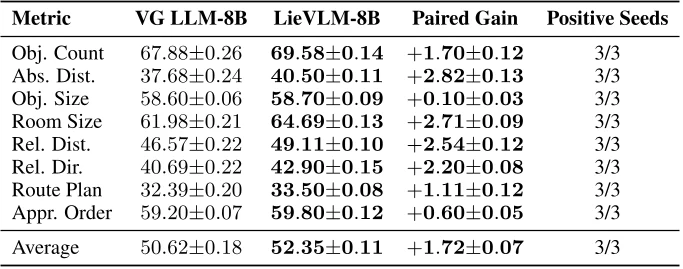 Metric VG LLM-8B LieVLM-8B Paired Gain Positive Seeds
Obj. Count 67.88±0.26 69.58±0.14 +1.70±0.12 3/3
Abs. Dist. 37.68±0.24 40.50±0.11 +2.82±0.13 3/3
Obj. Size 58.60±0.06 58.70±0.09 +0.10±0.03 3/3
Room Size 61.98±0.21 64.69±0.13 +2.71±0.09 3/3
Rel. Dist. 46.57±0.22 49.11±0.10 +2.54±0.12 3/3
Rel. Dir. 40.69±0.22 42.90±0.15 +2.20±0.08 3/3
Route Plan 32.39±0.20 33.50±0.08 +1.11±0.12 3/3
Appr. Order 59.20±0.07 59.80±0.12 +0.60±0.05 3/3
Average 50.62±0.18 52.35±0.11 +1.72±0.07 3/3